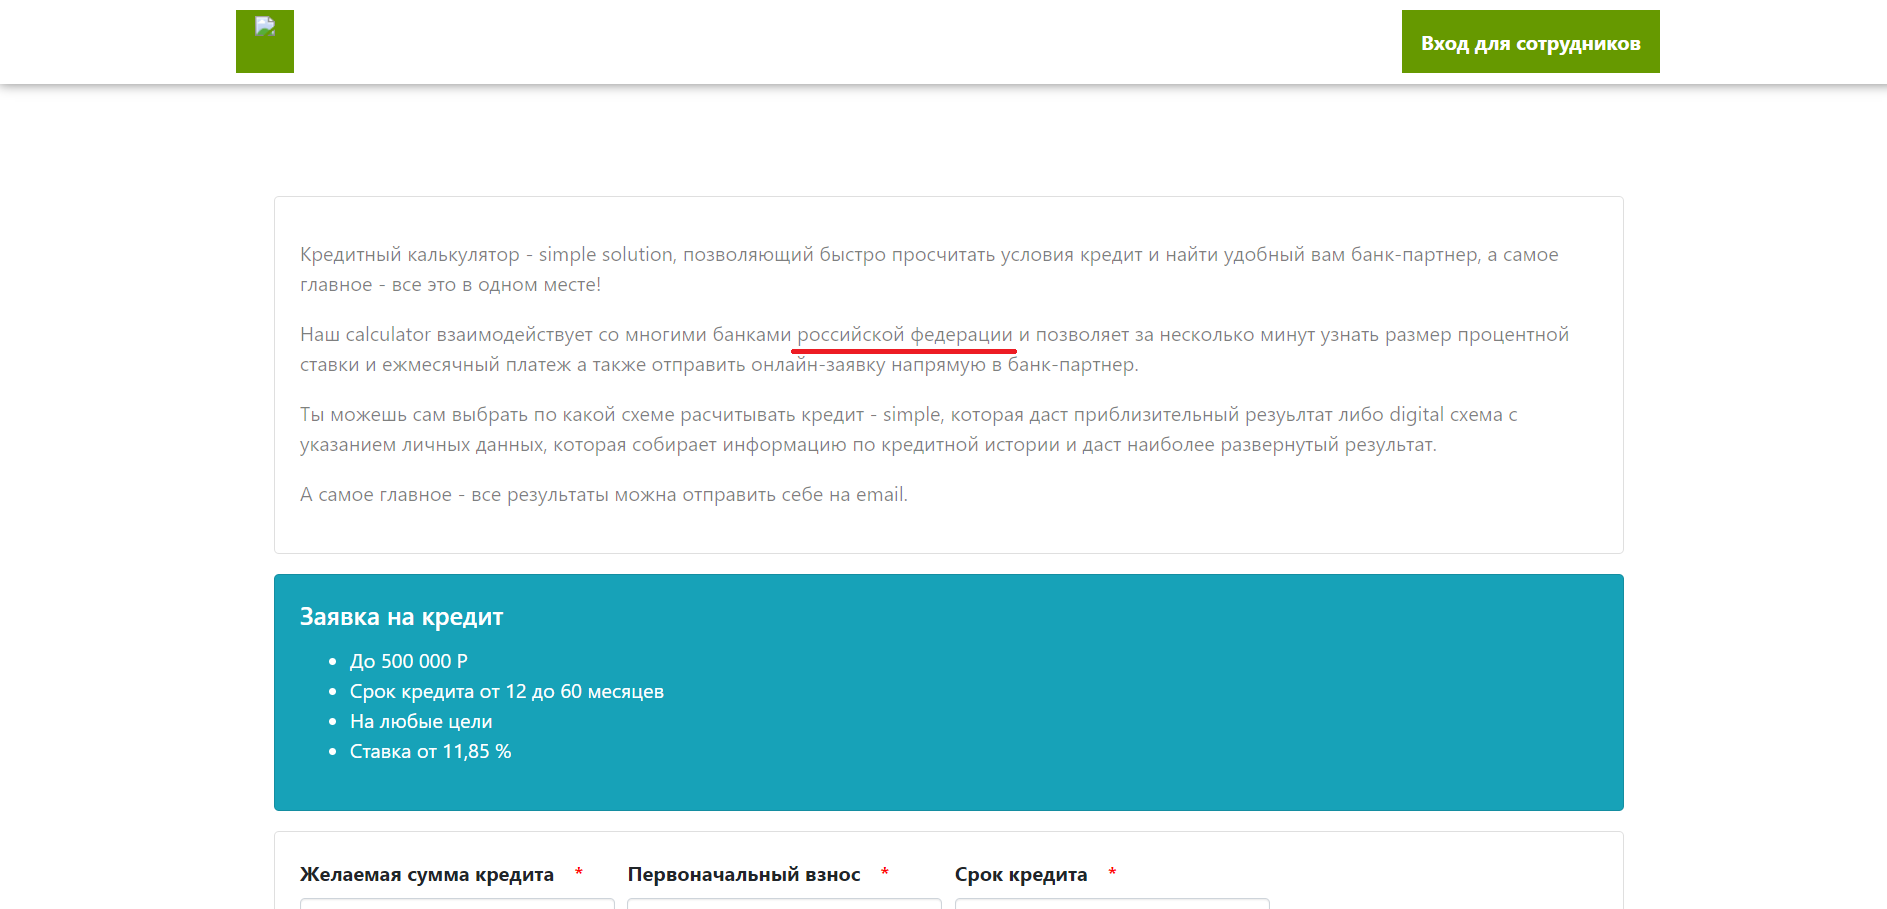 Вход для сотрудников
Кредитный калькулятор - simple solution, позволяющий быстро просчитать условия кредит и найти удобный вам банк-партнер, а самое
главное - все это в одном месте!
Наш calculator взаимодействует со многими банками российской федерации и позволяет за несколько минут узнать размер процентной
ставки и ежмесячный платеж а также отправить онлайн-заявку напрямую в банк-партнер.
Ты можешь сам выбрать по какой схеме расчитывать кредит - simple, которая даст приблизительный резуьлтат либо digital схема с
указанием личных данных, которая собирает информацию по кредитной истории и даст наиболее развернутый результат.
А самое главное - все результаты можна отправить себе на email.
Заявка на кредит
• До 500 000 Р
• Срок кредита от 12 до 60 месяцев
• На любые цели
• Ставка от 11,85 %
Желаемая сумма кредита * Первоначальный взнос * Срок кредита *